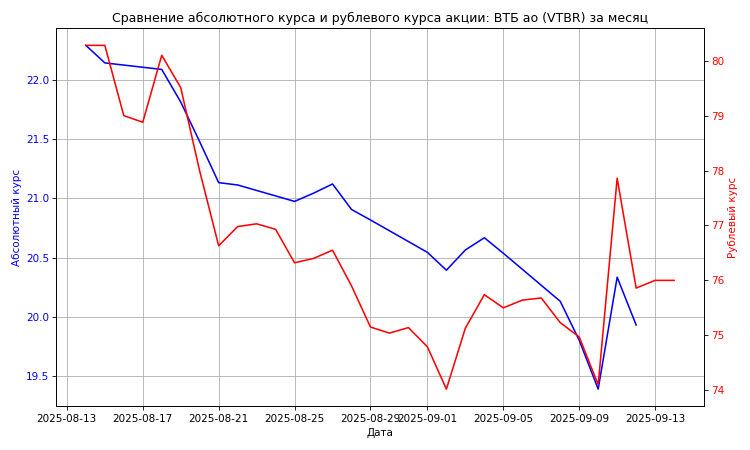 Сравнение абсолютного курса и рублевого курса акции: ВТБ ао (VTBR) за месяц
Абсолютный курс
22.0
21.5
21.0
20.5
20.0
19.5
80
79
78
77
76
75
74
Рублевый курс
2025-08-13 2025-08-17 2025-08-21 2025-08-25 2025-08-29 2025-09-01 2025-09-05 2025-09-09 2025-09-13
Дата